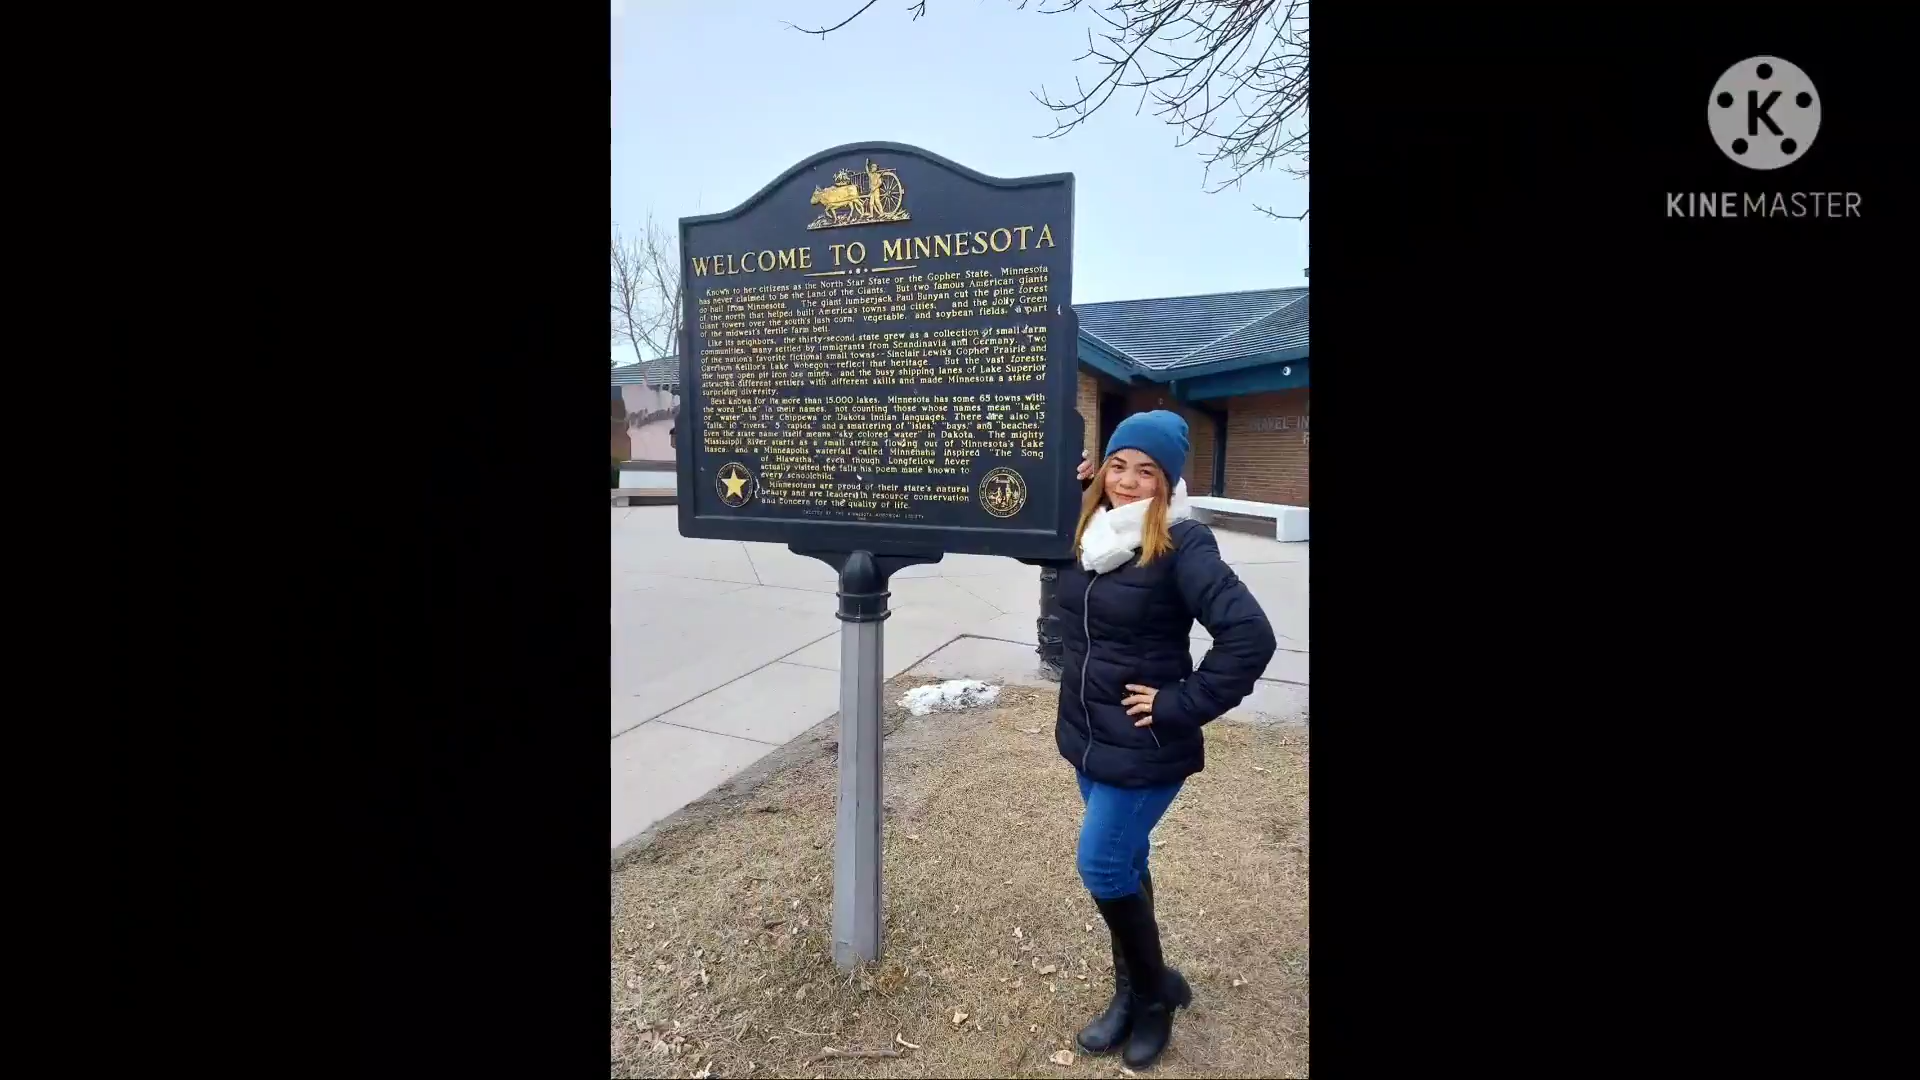 WELCOME TO MINNESOTA
Known to her citizens as the North Star State or the Gopher State, Minnesota
has never claimed to be the Land of the Giants. But two famous American giants
do hail from Minnesota. The giant lumberjack Paul Bunyan cut the pine forest
of the north that helped built America's towns and cities, and the Jolly Green
Giant towers over the south's lush corn, vegetable, and soybean fields, a part
of the midwest's fertile farm belt.
Like its neighbors, the thirty-second state grew as a collection of small farm
communities, many settled by immigrants from Scandinavia and Germany. Two
of the nation's favorite fictional small towns -- Sinclair Lewis's Gopher Prairie and
Garrison Keillor's Lake Wobegon--reflect that heritage. But the vast forests,
the huge open pit iron ore mines, and the busy shipping lanes of Lake Superior
attracted different settlers with different skills and made Minnesota a state of
surprising diversity.
Best known for its more than 15,000 lakes, Minnesota has some 65 towns with
the word "lake" in their names, not counting those whose names mean "lake"
or "water" in the Chippewa or Dakota Indian languages. There are also 13
"falls," 10 "rivers," 5 "rapids," and a smattering of "isles," "bays," and "beaches."
Even the state name itself means "sky colored water" in Dakota. The mighty
Mississippi River starts as a small stream flowing out of Minnesota's Lake
Itasca, and a Minneapolis waterfall called Minnehaha inspired "The Song
of Hiawatha," even though Longfellow never
actually visited the falls his poem made known to
every schoolchild.
Minnesotans are proud of their state's natural
beauty and are leaders in resource conservation
and concern for the quality of life.
ERECTED BY THE MINNESOTA HISTORICAL SOCIETY
K
KINEMASTER